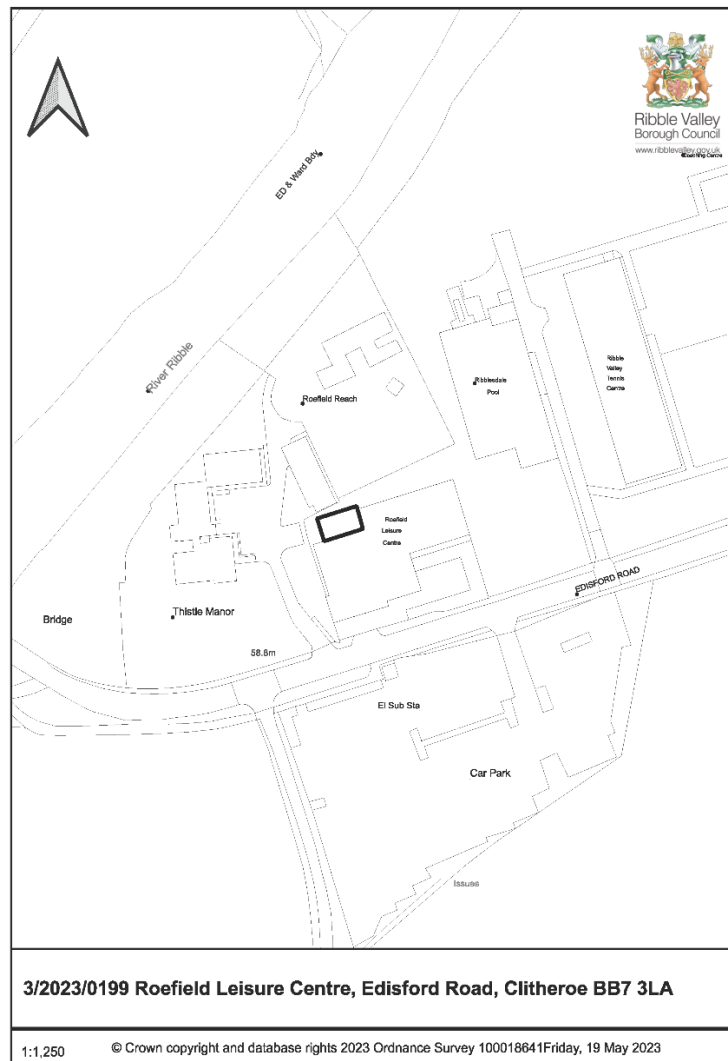 Ribble Valley
Borough Council
www.ribblevalley.gov.uk
ED & Ward Bdy
River Ribble
Roefield Reach
Ribblesdale
Pool
Ribble
Valley
Tennis
Centre
Roefield
Leisure
Centre
EDISFORD ROAD
Thistle Manor
Bridge
58.8m
El Sub Sta
Car Park
Issues
3/2023/0199 Roefield Leisure Centre, Edisford Road, Clitheroe BB7 3LA
1:1,250
© Crown copyright and database rights 2023 Ordnance Survey 100018641Friday, 19 May 2023